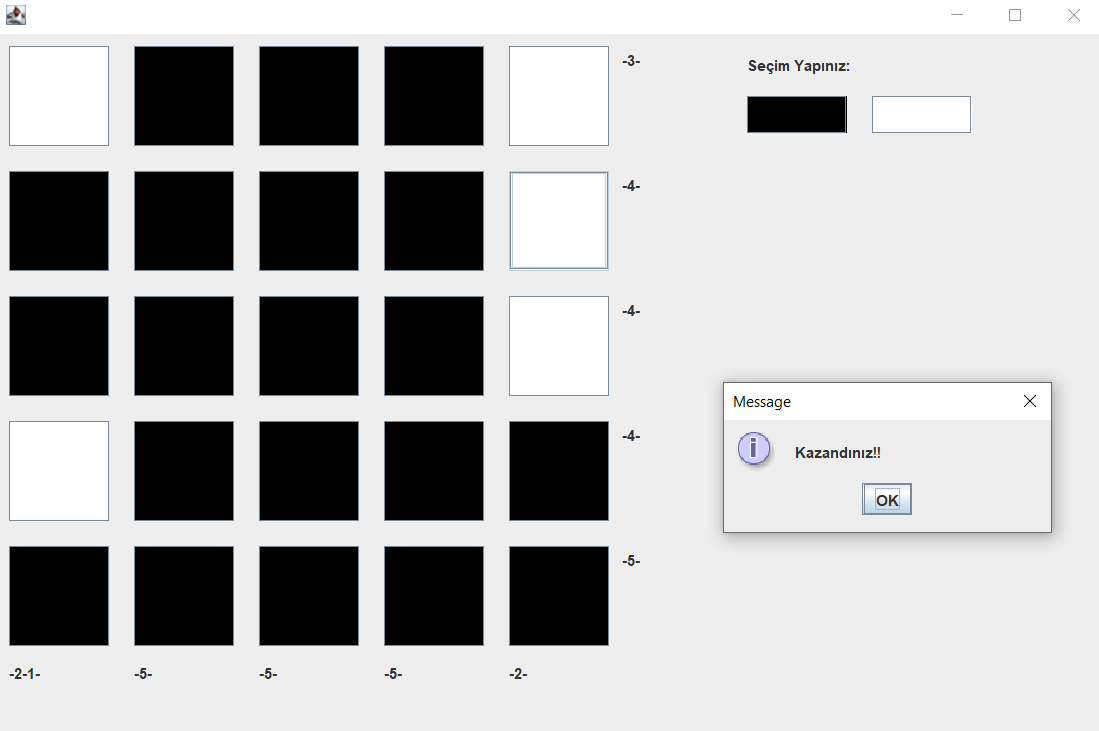 -3-
Seçim Yapınız:
-4-
-4-
Message
-4-
Kazandınız!!
OK
-5-
-2-1- -5- -5- -5- -2-